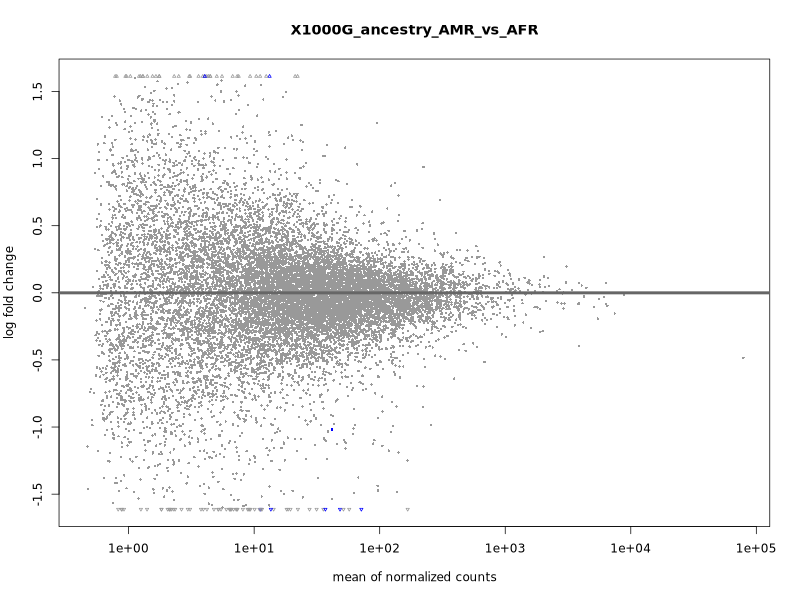 X1000G_ancestry_AMR_vs_AFR
1.5
1.0
0.5
0.0
-0.5
-1.0
-1.5
log fold change
1e+00 1e+01 1e+02 1e+03 1e+04 1e+05
mean of normalized counts